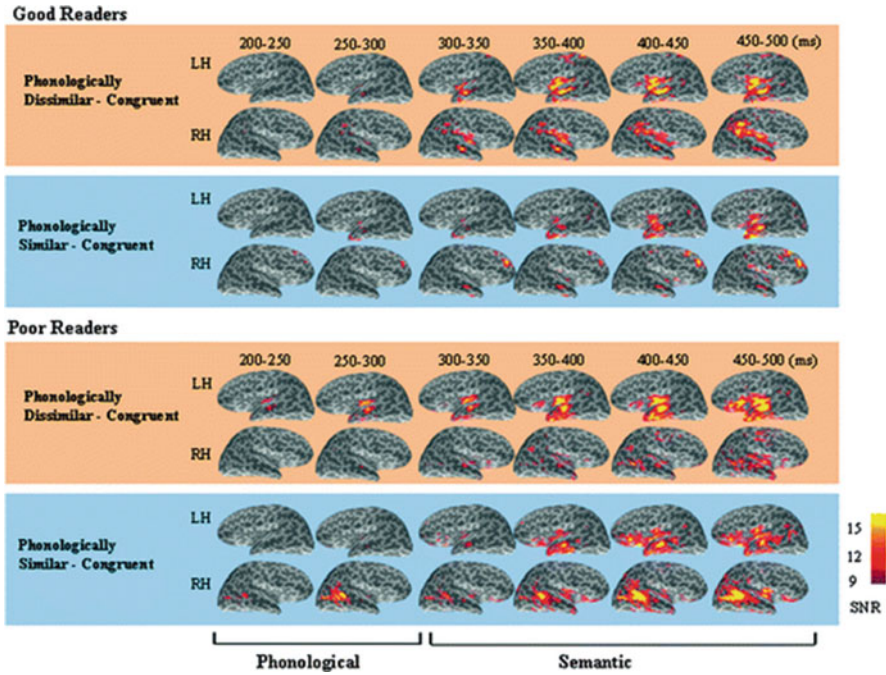 Good Readers
200-250 250-300 300-350 350-400 400-450 450-500 (ms)
LH
Phonologically
Dissimilar - Congruent
RH
LH
Phonologically
Similar - Congruent
RH
Poor Readers
200-250 250-300 300-350 350-400 400-450 450-500 (ms)
LH
Phonologically
Dissimilar - Congruent
RH
LH
Phonologically
Similar - Congruent
RH
15
12
9
SNR
Phonological Semantic